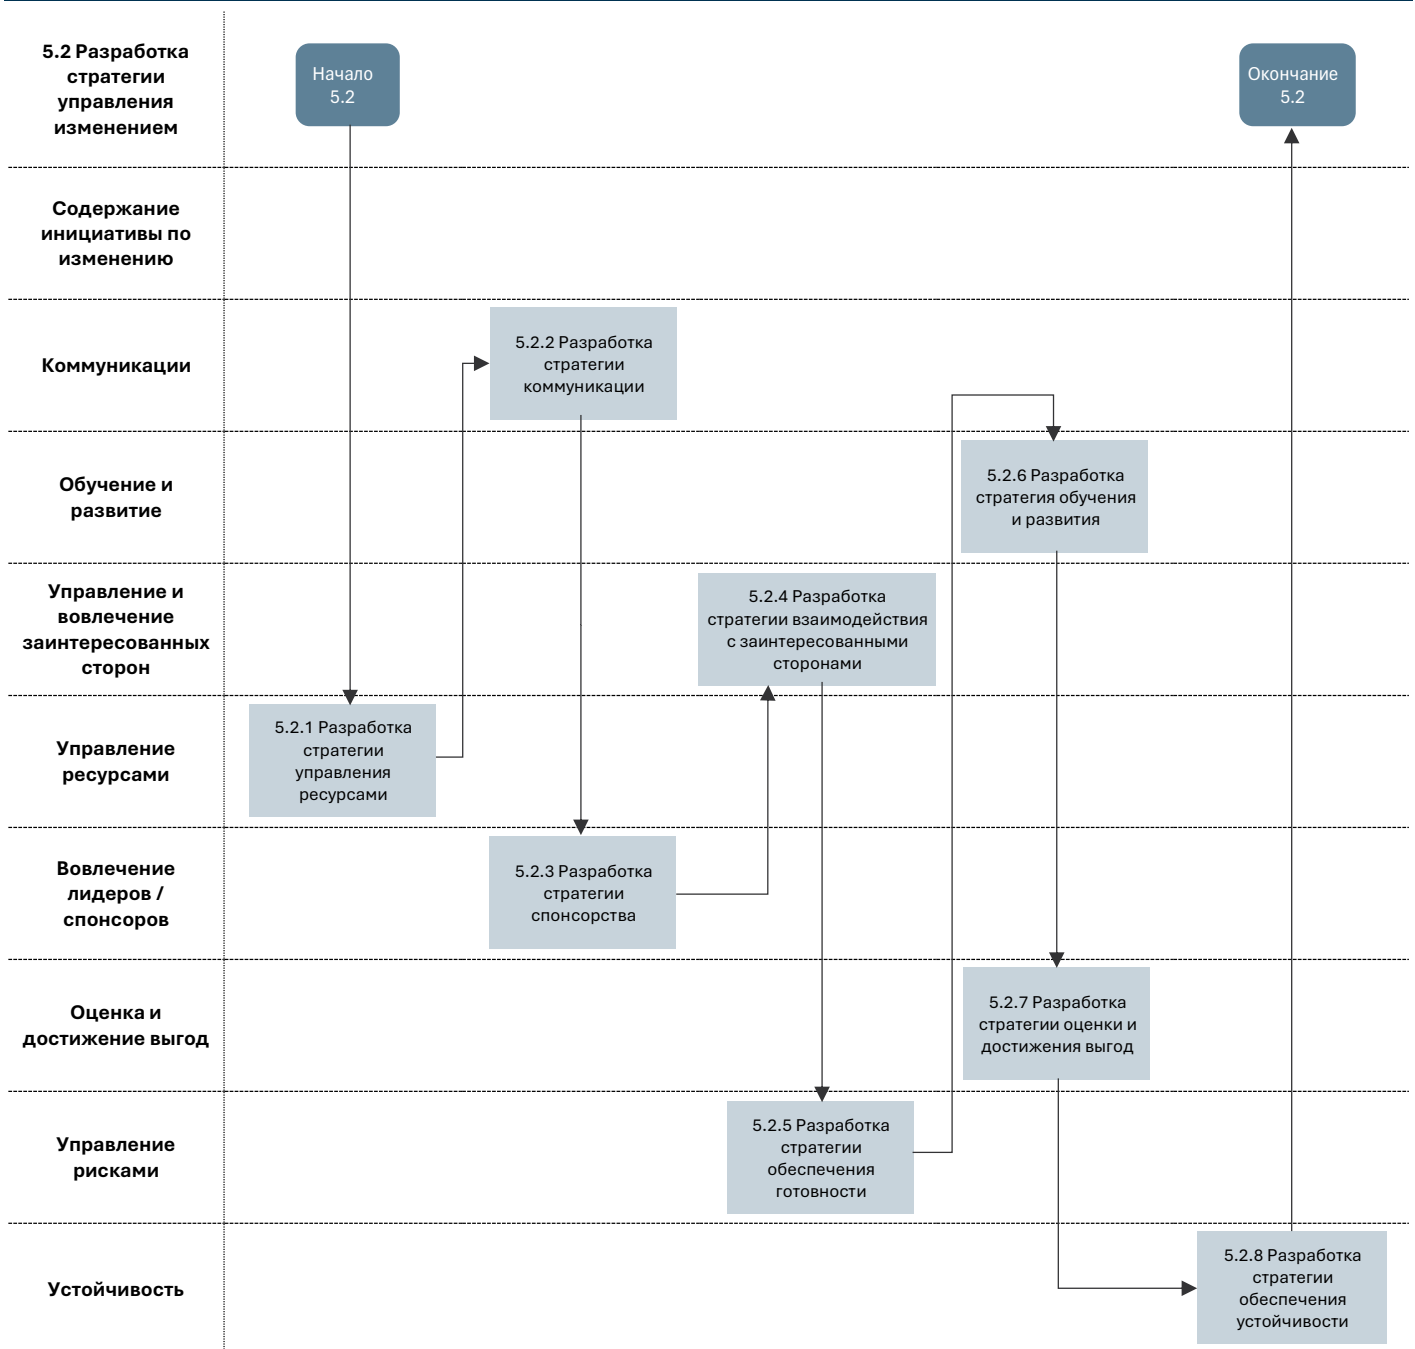 5.2 Разработка
стратегии
управления
изменением
Начало
5.2
Окончание
5.2
Содержание
инициативы по
изменению
Коммуникации
5.2.2 Разработка
стратегии
коммуникации
Обучение и
развитие
5.2.6 Разработка
стратегия обучения
и развития
Управление и
вовлечение
заинтересованных
сторон
5.2.4 Разработка
стратегии взаимодействия
с заинтересованными
сторонами
Управление
ресурсами
5.2.1 Разработка
стратегии
управления
ресурсами
Вовлечение
лидеров /
спонсоров
5.2.3 Разработка
стратегии
спонсорства
Оценка и
достижение выгод
5.2.7 Разработка
стратегии оценки и
достижения выгод
Управление
рисками
5.2.5 Разработка
стратегии
обеспечения
готовности
Устойчивость
5.2.8 Разработка
стратегии
обеспечения
устойчивости